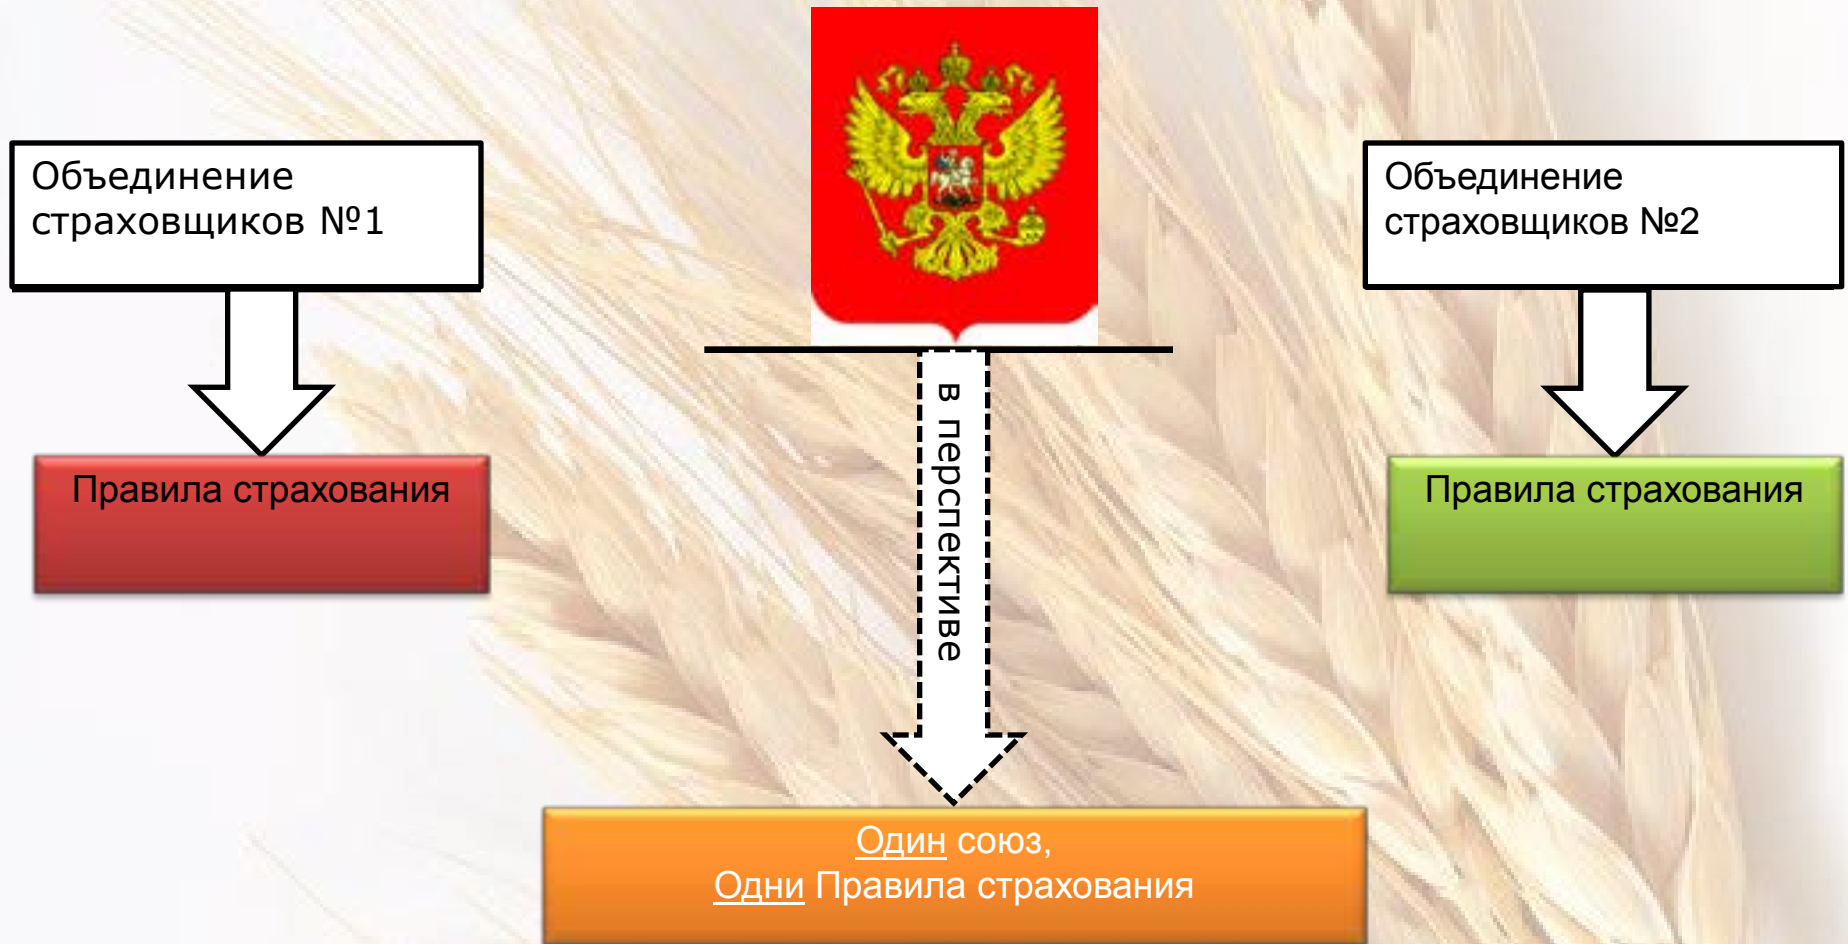 Объединение
страховщиков №1
Объединение
страховщиков №2
в перспективе
Правила страхования
Правила страхования
Один союз,
Одни Правила страхования